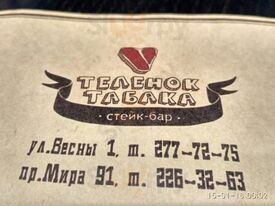 ТЕЛЕНОК
ТАБАКА
• стейк-бар •
ул. Весны 1, т. 277-72-75
пр. Мира 91, т. 226-32-63